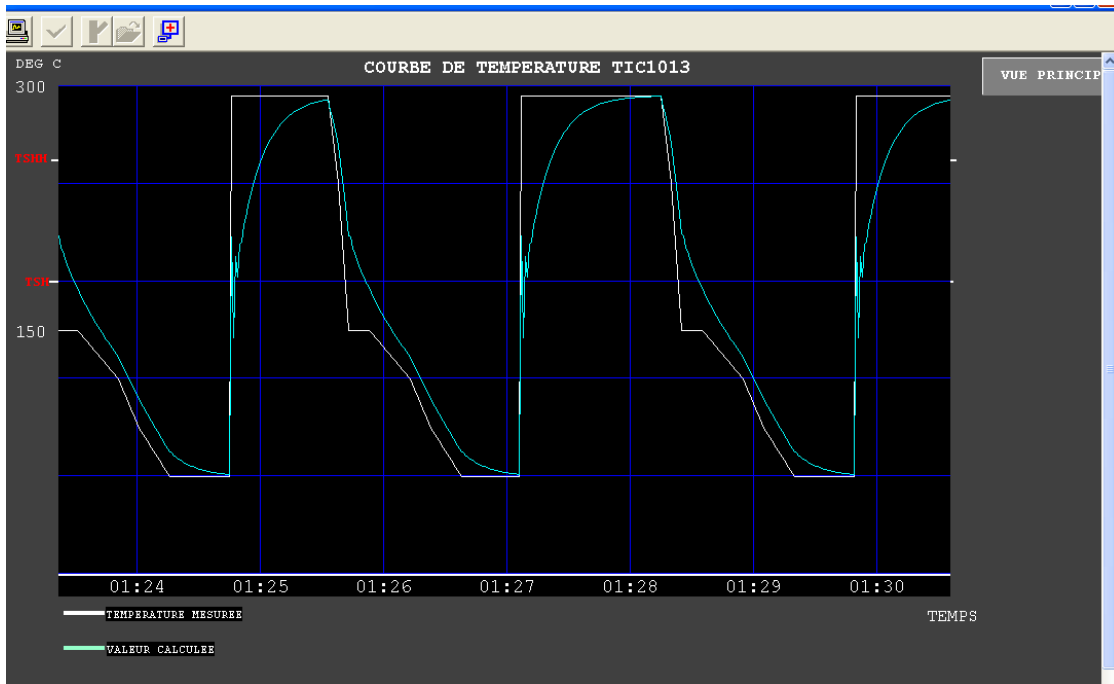 DEG C
COURBE DE TEMPERATURE TIC1013
VUE PRINCIP
300
TSHH
TSH
150
01:24 01:25 01:26 01:27 01:28 01:29 01:30
TEMPERATURE MESUREE
TEMPS
VALEUR CALCULEE